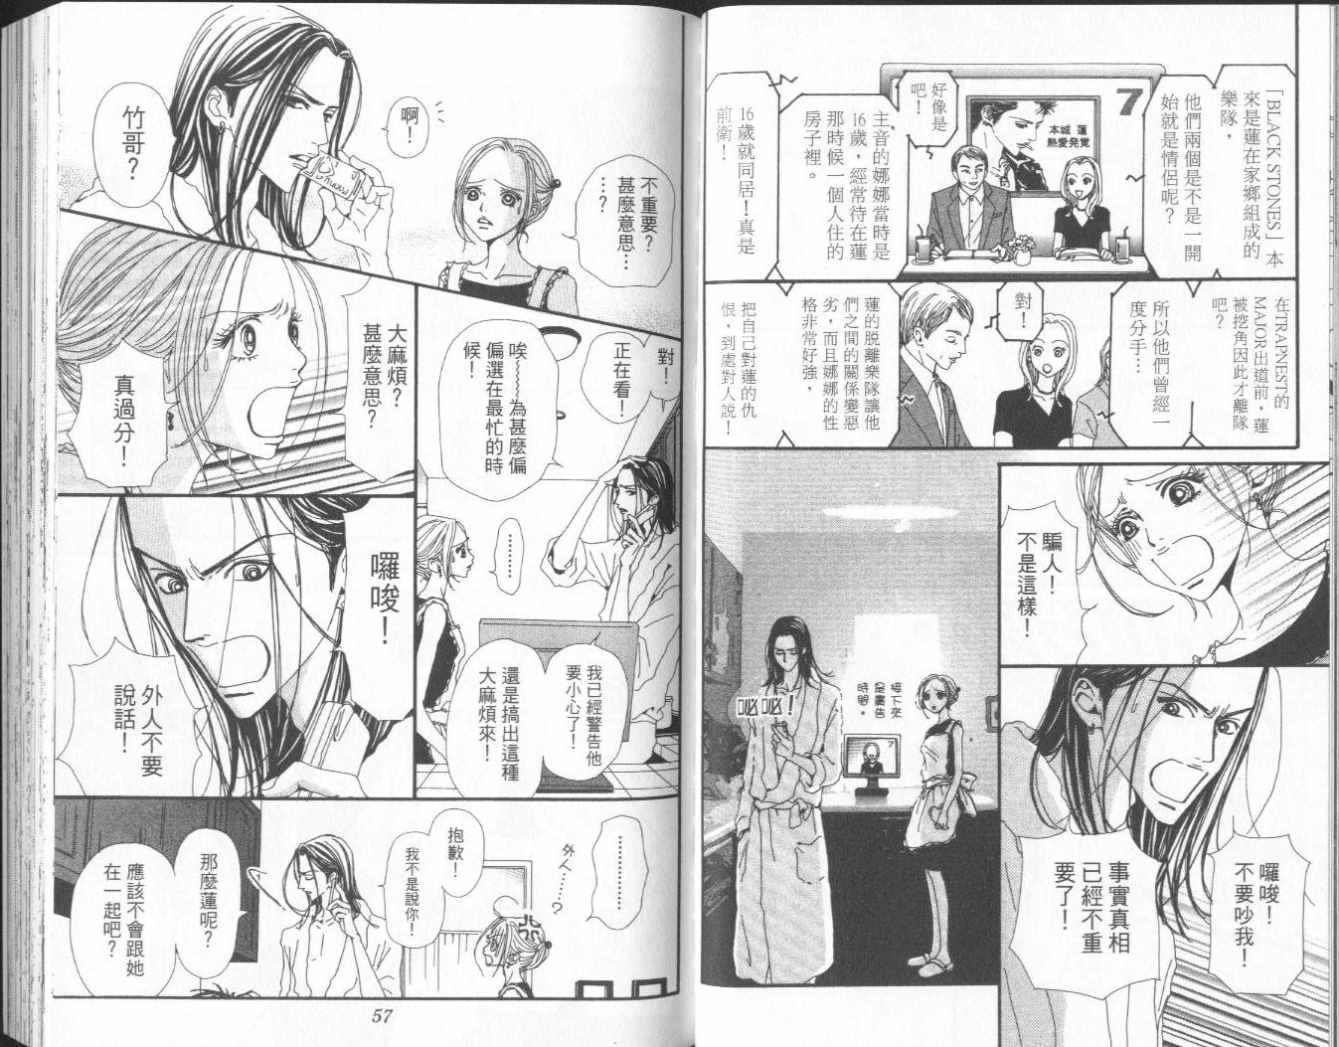 「BLACK STONES」本
來是蓮在家鄉組成的
樂隊，
他們兩個是不是一開
始就是情侶呢？
7
本城 蓮
熱愛発覚
好像是
吧！
主音的娜娜當時是
16歲，經常待在蓮
那時候一個人住的
房子裡。
16歲就同居！真是
前衛！
在TRAPNEST的
MAJOR出道前，蓮
被挖角因此才離隊
吧？
所以他們曾經一
度分手…
對！
蓮的脫離樂隊讓他
們之間的關係變惡
劣，而且娜娜的性
格非常好強，
把自己對蓮的仇
恨，到處對人說！
騙人！
不是這樣！
接下來
是廣告
時間。
7
囉唆！
不要吵我！
事實真相
已經不重
要了！
不重要？
甚麼意思…
…？
啊！
竹哥？
對！
正在看！
唉～～～為甚麼偏
偏選在最忙的時
候！
………
我已經警告他
要小心了！
還是搞出這種
大麻煩來！
大麻煩？
甚麼意思？
真過分！
囉唆！
外人不要
說話！
…………
外人……？
抱歉！
我不是說你！
那麼蓮呢？
應該不會跟她
在一起吧？
57